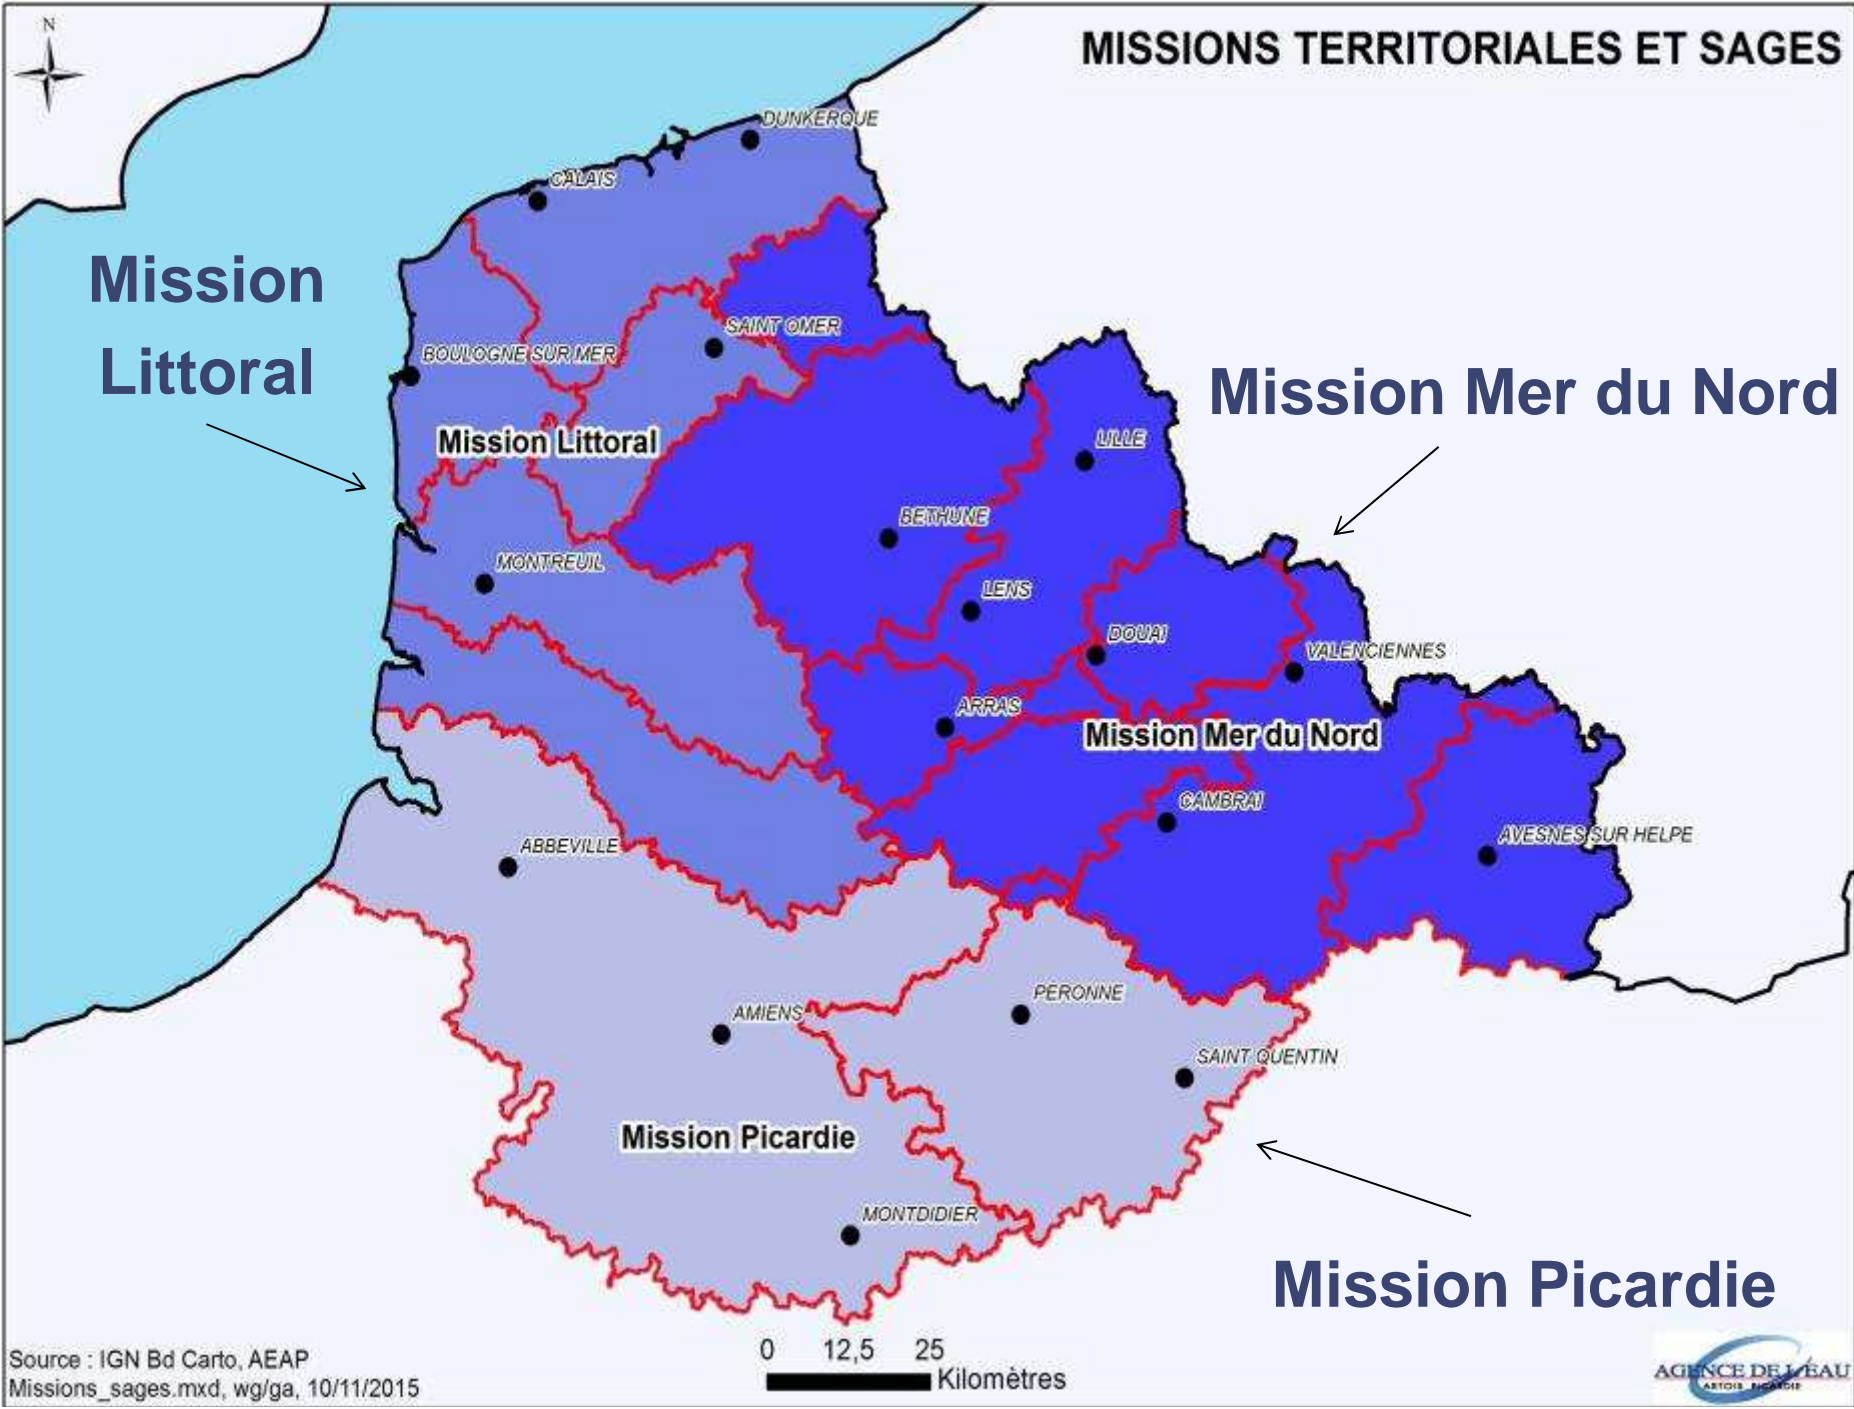 N
MISSIONS TERRITORIALES ET SAGES
DUNKERQUE
CALAIS
Mission
Littoral
SAINT OMER
BOULOGNE SUR MER
Mission Mer du Nord
Mission Littoral
LILLE
BETHUNE
MONTREUIL
LENS
DOUAI
VALENCIENNES
ARRAS
Mission Mer du Nord
CAMBRAI
AVESNES SUR HELPE
ABBEVILLE
PERONNE
AMIENS
SAINT QUENTIN
Mission Picardie
MONTDIDIER
Mission Picardie
0 12,5 25
Kilomètres
Source : IGN Bd Carto, AEAP
Missions_sages.mxd, wg/ga, 10/11/2015
AGENCE DE L'EAU
ARTOIS PICARDIE